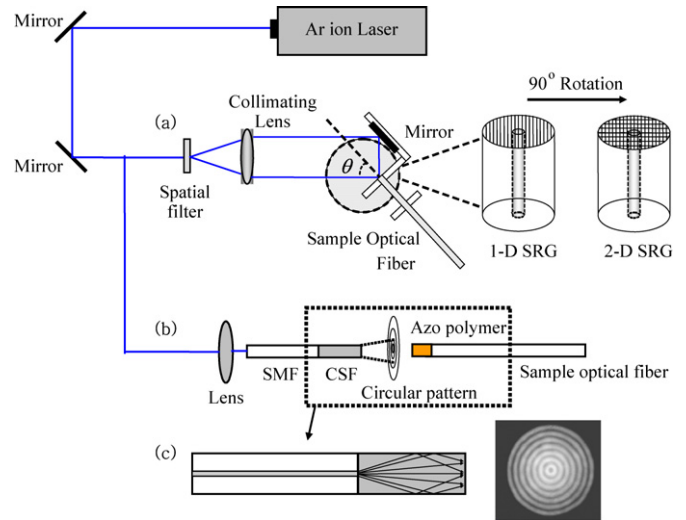 Mirror
Ar ion Laser
90° Rotation
(a)
Collimating
Lens
Mirror
Mirror
θ
Spatial
filter
Sample Optical
Fiber
1-D SRG
2-D SRG
(b)
Azo polymer
Lens
SMF
CSF
Circular pattern
Sample optical fiber
(c)